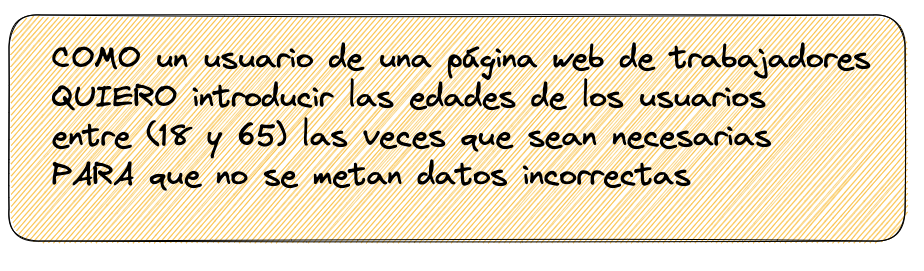 COMO un usuario de una página web de trabajadores
QUIERO introducir las edades de los usuarios
entre (18 y 65) las veces que sean necesarias
PARA que no se metan datos incorrectas